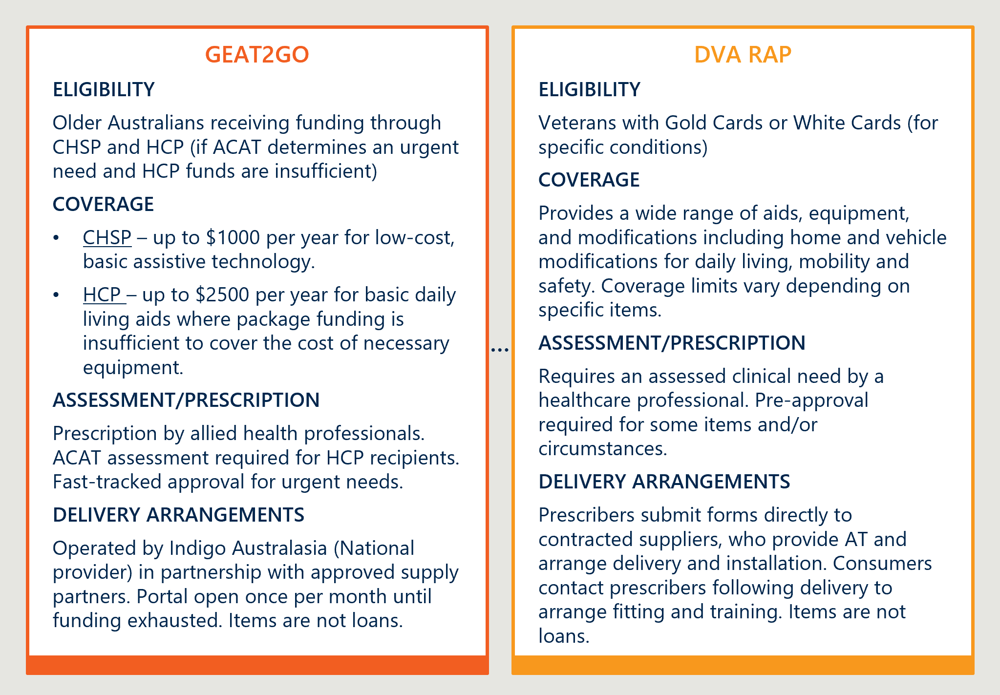 GEAT2GO
ELIGIBILITY
Older Australians receiving funding through
CHSP and HCP (if ACAT determines an urgent
need and HCP funds are insufficient)
COVERAGE
• CHSP – up to $1000 per year for low-cost,
basic assistive technology.
• HCP – up to $2500 per year for basic daily
living aids where package funding is
insufficient to cover the cost of necessary
equipment.
ASSESSMENT/PRESCRIPTION
Prescription by allied health professionals.
ACAT assessment required for HCP recipients.
Fast-tracked approval for urgent needs.
DELIVERY ARRANGEMENTS
Operated by Indigo Australasia (National
provider) in partnership with approved supply
partners. Portal open once per month until
funding exhausted. Items are not loans.
...
DVA RAP
ELIGIBILITY
Veterans with Gold Cards or White Cards (for
specific conditions)
COVERAGE
Provides a wide range of aids, equipment,
and modifications including home and vehicle
modifications for daily living, mobility and
safety. Coverage limits vary depending on
specific items.
ASSESSMENT/PRESCRIPTION
Requires an assessed clinical need by a
healthcare professional. Pre-approval
required for some items and/or
circumstances.
DELIVERY ARRANGEMENTS
Prescribers submit forms directly to
contracted suppliers, who provide AT and
arrange delivery and installation. Consumers
contact prescribers following delivery to
arrange fitting and training. Items are not
loans.